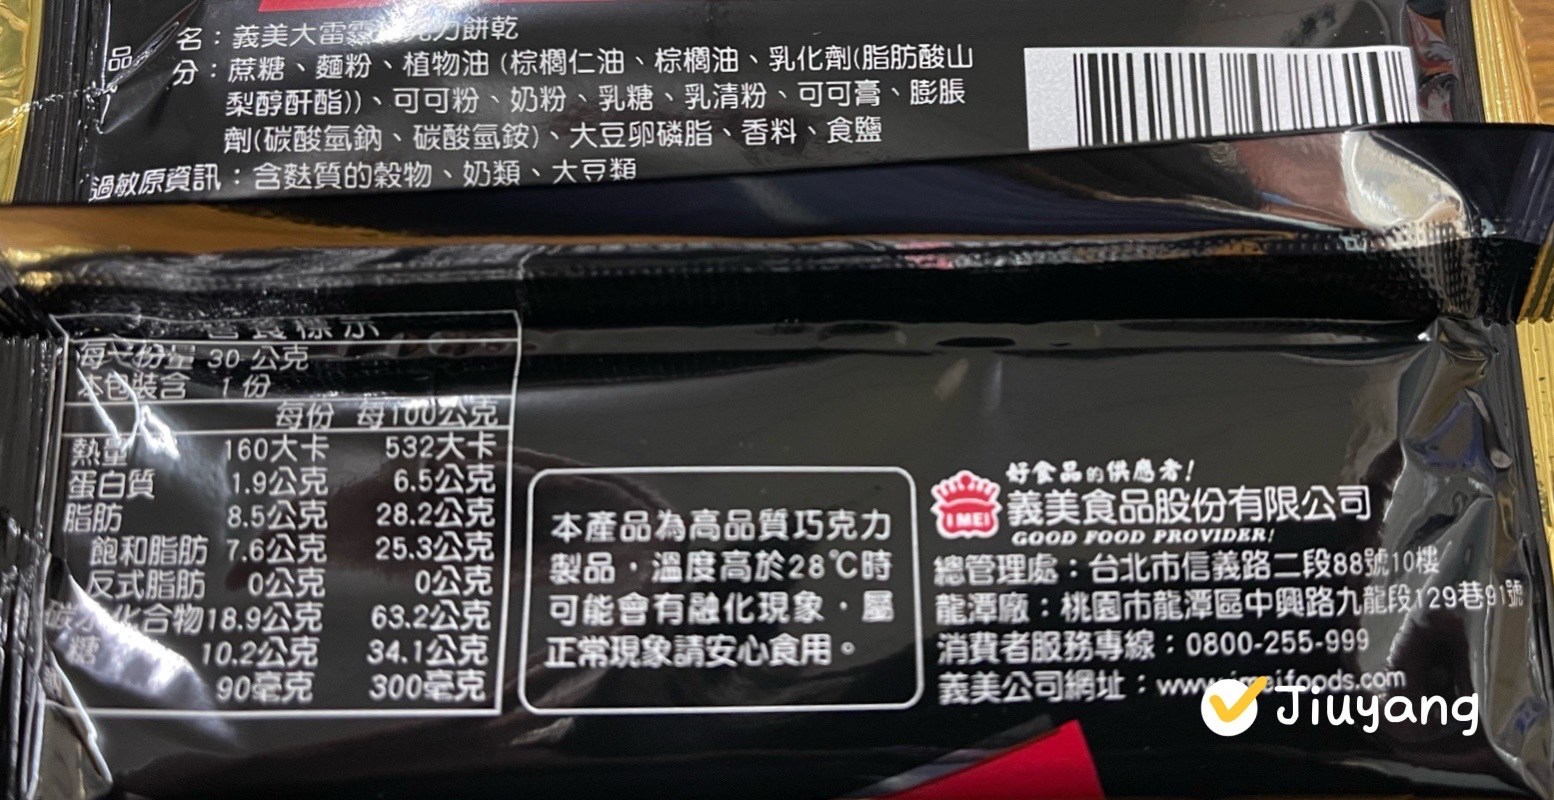 品名：義美大雷 克力餅乾
分：蔗糖、麵粉、植物油(棕櫚仁油、棕櫚油、乳化劑(脂肪酸山
梨醇酐酯))、可可粉、奶粉、乳糖、乳清粉、可可膏、膨脹
劑(碳酸氫鈉、碳酸氫銨)、大豆卵磷脂、香料、食鹽
過敏原資訊：含麩質的穀物、奶類、大豆類
營養標示
每一份量 30 公克
本包裝含 1 份
每份 每100公克
熱量 160大卡 532大卡
蛋白質 1.9公克 6.5公克
脂肪 8.5公克 28.2公克
飽和脂肪 7.6公克 25.3公克
反式脂肪 0公克 0公克
碳水化合物 18.9公克 63.2公克
糖 10.2公克 34.1公克
90毫克 300毫克
本產品為高品質巧克力
製品，溫度高於28℃時
可能會有融化現象，屬
正常現象請安心食用。
好食品的供應者!
I MEI
義美食品股份有限公司
GOOD FOOD PROVIDER!
總管理處：台北市信義路二段88號10樓
龍潭廠：桃園市龍潭區中興路九龍段129巷91號
消費者服務專線：0800-255-999
義美公司網址：www.imeifoods.com
Jiuyang